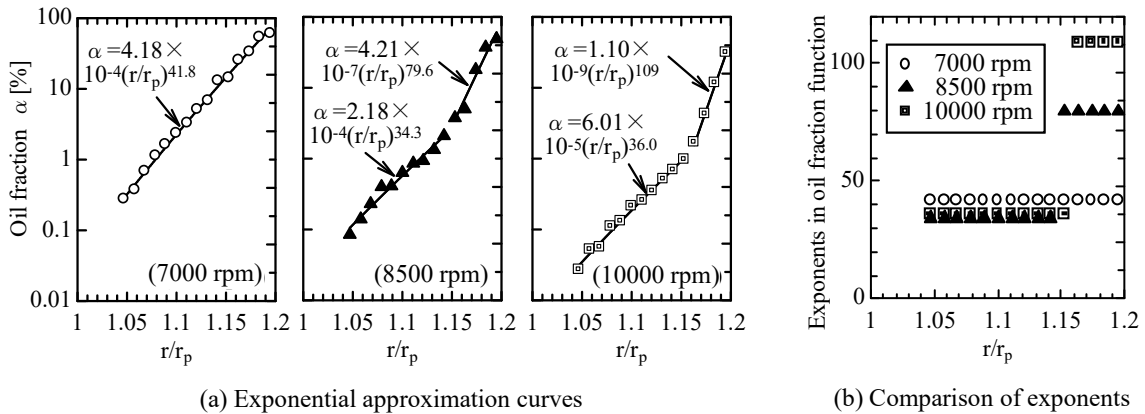 Oil fraction α [%]
100
10
1
0.1
0.01
α=4.18×
10-4(r/rp)41.8
(7000 rpm)
1 1.05 1.1 1.15 1.2
r/rp
α=4.21×
10-7(r/rp)79.6
α=2.18×
10-4(r/rp)34.3
(8500 rpm)
1 1.05 1.1 1.15 1.2
r/rp
α=1.10×
10-9(r/rp)109
α=6.01×
10-5(r/rp)36.0
(10000 rpm)
1 1.05 1.1 1.15 1.2
r/rp
(a) Exponential approximation curves
Exponents in oil fraction function
100
50
0
7000 rpm
8500 rpm
10000 rpm
1 1.05 1.1 1.15 1.2
r/rp
(b) Comparison of exponents